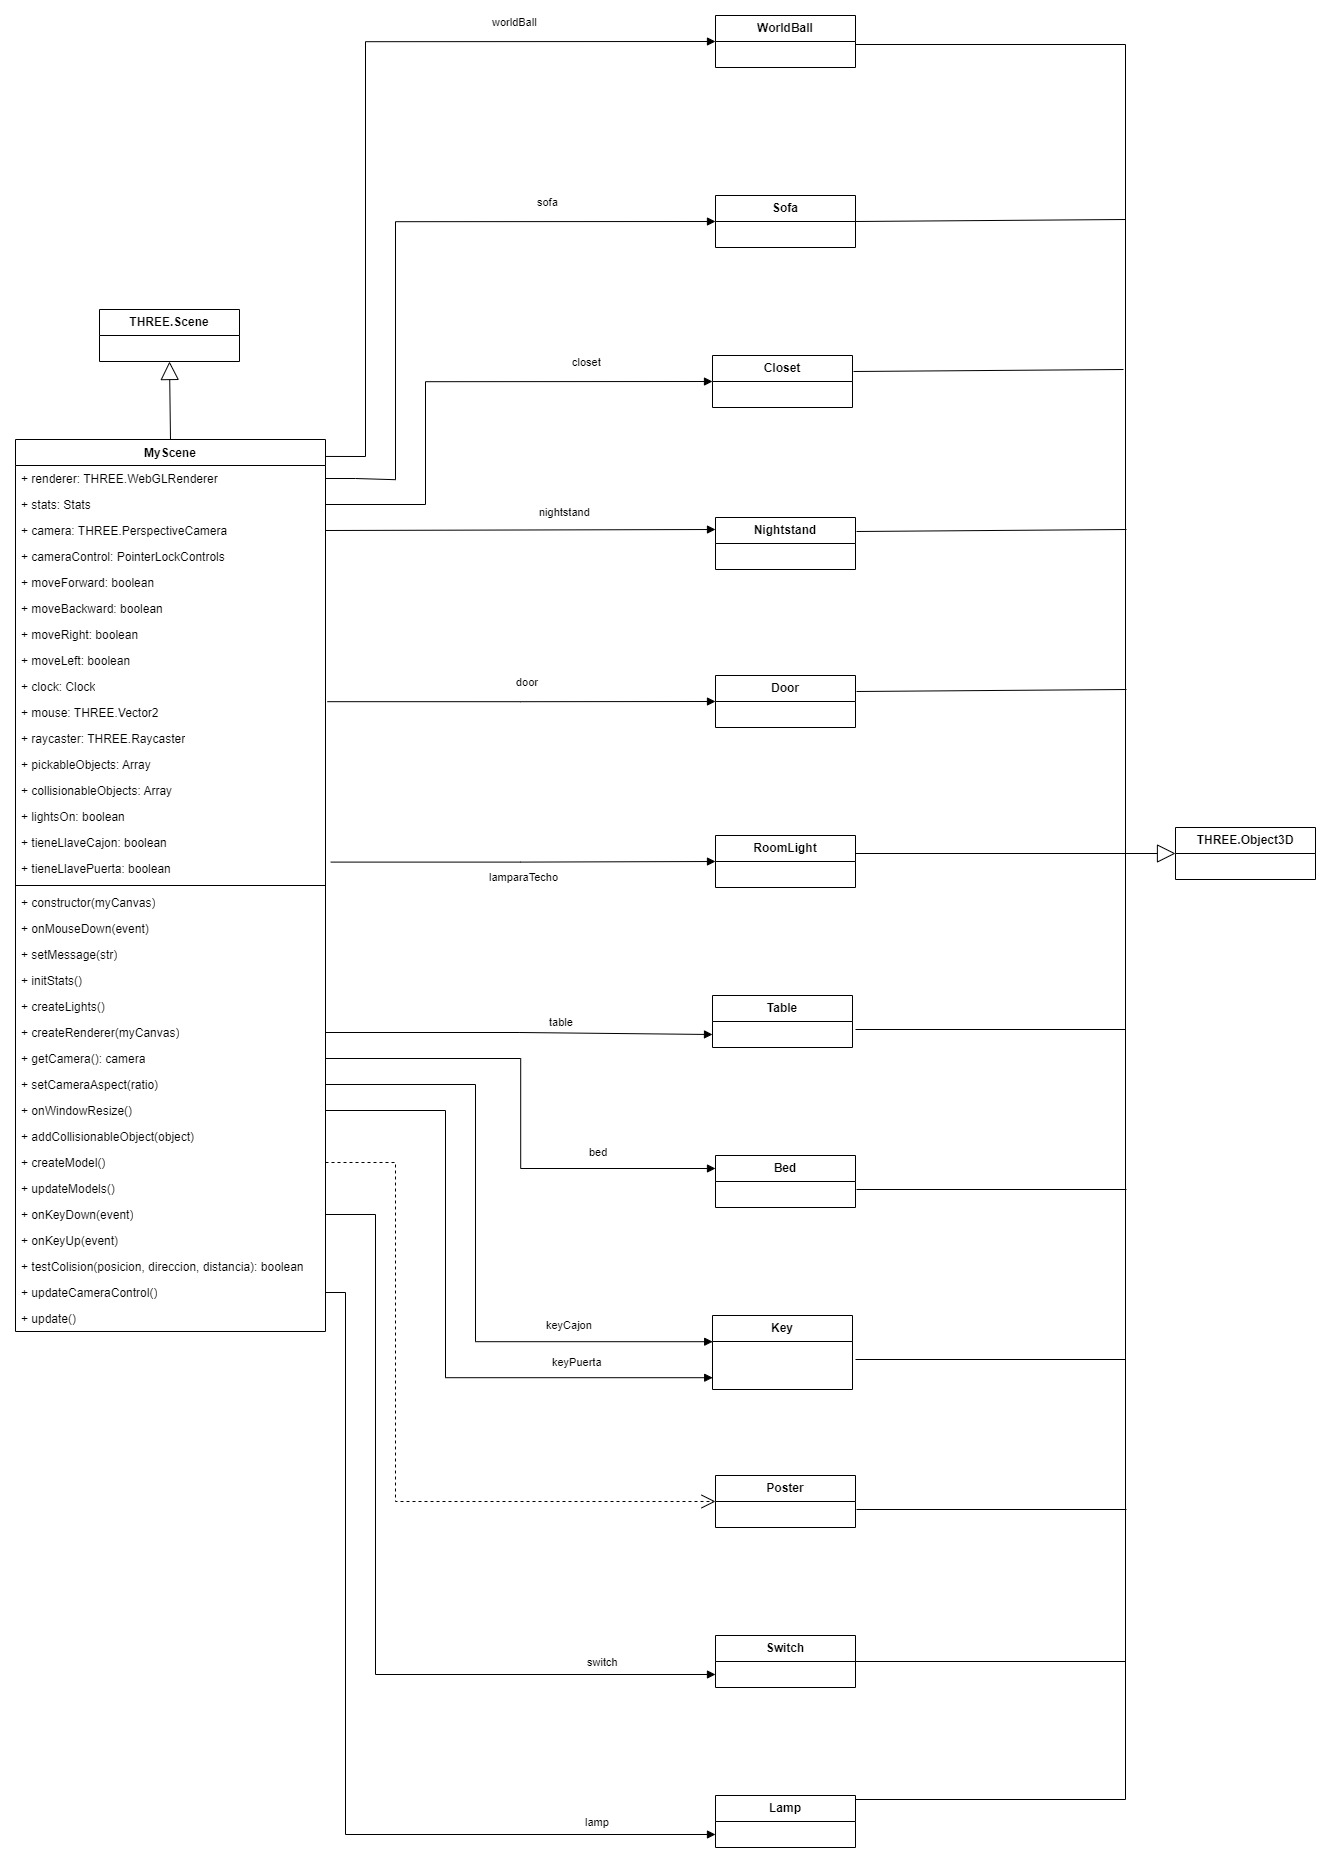 worldBall
WorldBall
sofa
Sofa
THREE.Scene
closet
Closet
MyScene
+ renderer: THREE.WebGLRenderer
+ stats: Stats
+ camera: THREE.PerspectiveCamera
+ cameraControl: PointerLockControls
+ moveForward: boolean
+ moveBackward: boolean
+ moveRight: boolean
+ moveLeft: boolean
+ clock: Clock
+ mouse: THREE.Vector2
+ raycaster: THREE.Raycaster
+ pickableObjects: Array
+ collisionableObjects: Array
+ lightsOn: boolean
+ tieneLlaveCajon: boolean
+ tieneLlavePuerta: boolean
+ constructor(myCanvas)
+ onMouseDown(event)
+ setMessage(str)
+ initStats()
+ createLights()
+ createRenderer(myCanvas)
+ getCamera(): camera
+ setCameraAspect(ratio)
+ onWindowResize()
+ addCollisionableObject(object)
+ createModel()
+ updateModels()
+ onKeyDown(event)
+ onKeyUp(event)
+ testColision(posicion, direccion, distancia): boolean
+ updateCameraControl()
+ update()
nightstand
Nightstand
door
Door
RoomLight
lamparaTecho
THREE.Object3D
table
Table
bed
Bed
keyCajon
Key
keyPuerta
Poster
switch
Switch
lamp
Lamp